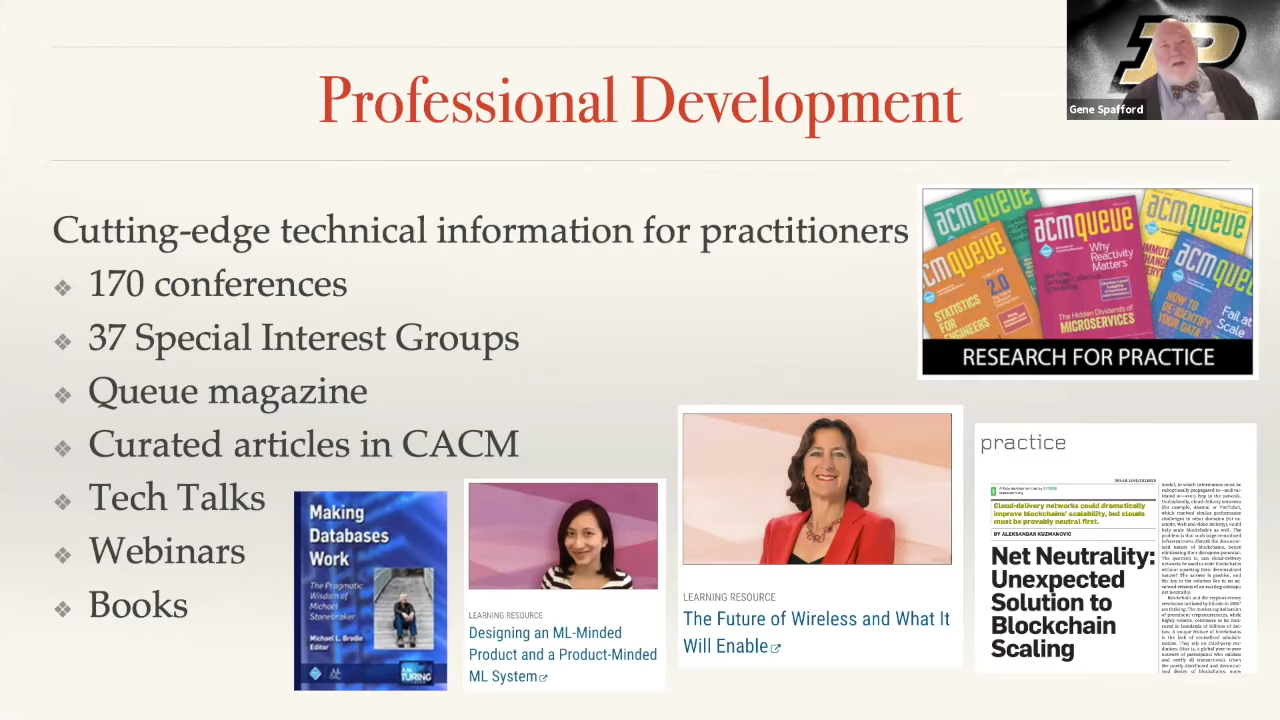 Professional Development
Gene Spafford
Cutting-edge technical information for practitioners
170 conferences
37 Special Interest Groups
Queue magazine
Curated articles in CACM
Tech Talks
Webinars
Books
acmqueue
acmqueue
acmqueue
acmqueue
acmqueue
Why
Reactivity
Matters
The Hidden Dividends of
MICROSERVICES
STATISTICS
FOR
ENGINEERS
2.0
HOW TO
DE-IDENTIFY
YOUR DATA
Fail at
Scale
RESEARCH FOR PRACTICE
Making
Databases
Work
The Pragmatic
Wisdom of
Michael
Stonebraker
Michael L. Brodie
Editor
TURING
LEARNING RESOURCE
Designing an ML-Minded
Product and a Product-Minded
ML System
LEARNING RESOURCE
The Future of Wireless and What It
Will Enable
practice
Cloud-delivery networks could dramatically
improve blockchains' scalability, but clouds
must be provably neutral first.
BY ALEKSANDAR KUZMANOVIC
Net Neutrality:
Unexpected
Solution to
Blockchain
Scaling